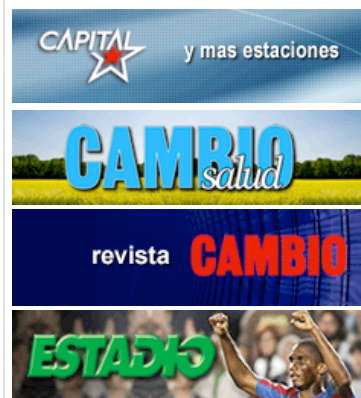 CAPITAL
y mas estaciones
CAMBIO
salud
revista CAMBIO
ESTADIO